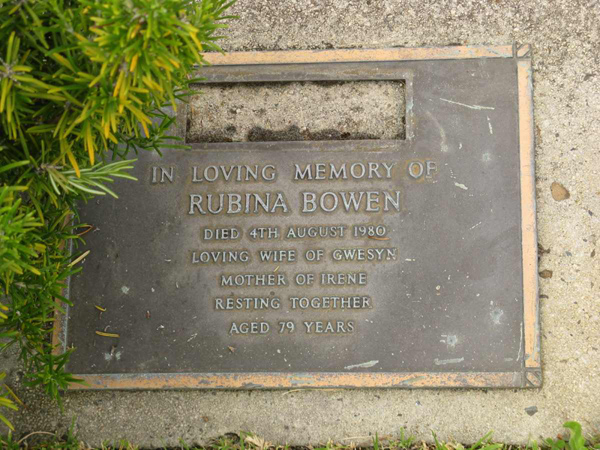 IN LOVING MEMORY OF
RUBINA BOWEN
DIED 4TH AUGUST 1980
LOVING WIFE OF GWESYN
MOTHER OF IRENE
RESTING TOGETHER
AGED 79 YEARS